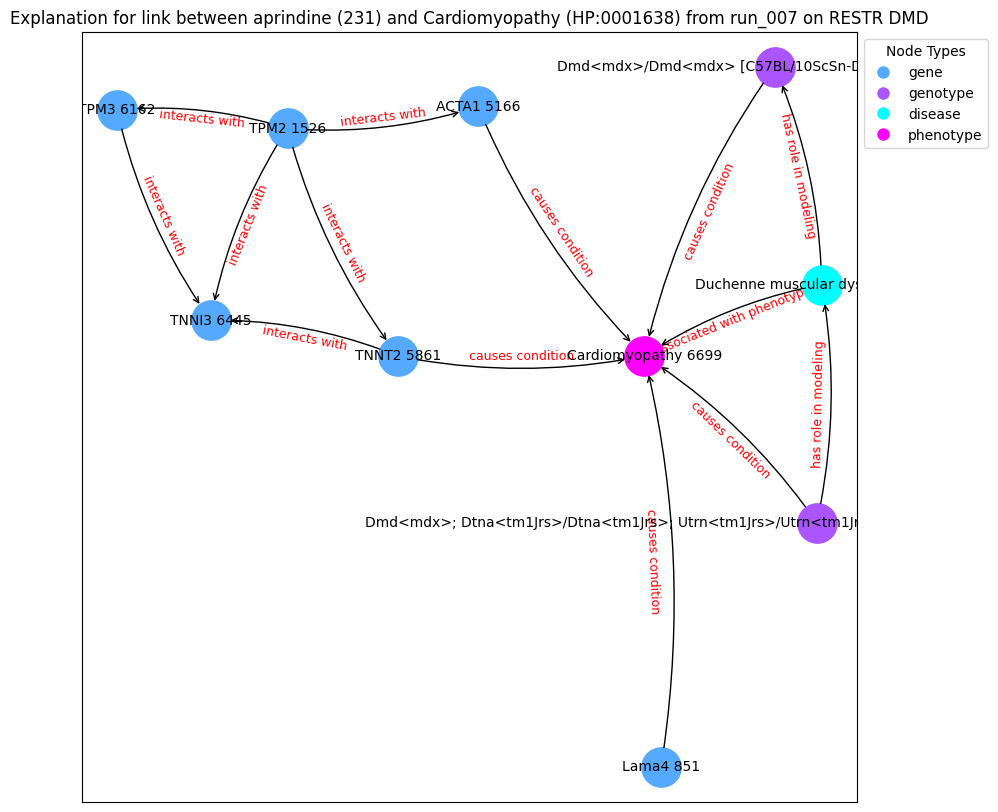 Explanation for link between aprindine (231) and Cardiomyopathy (HP:0001638) from run_007 on RESTR DMD
Node Types
gene
genotype
disease
phenotype
Dmd<mdx>/Dmd<mdx> [C57BL/10ScSn-D
TPM3 6162
ACTA1 5166
TPM2 1526
interacts with
interacts with
has role in modeling
causes condition
interacts with
interacts with
interacts with
causes condition
Duchenne muscular dys
ssociated with phenotyp
TNNI3 6445
interacts with
TNNT2 5861
causes condition
Cardiomyopathy 6699
has role in modeling
causes condition
Dmd<mdx>; Dtna<tm1Jrs>/Dtna<tm1Jrs>; Utrn<tm1Jrs>/Utrn<tm1Jr
causes condition
Lama4 851